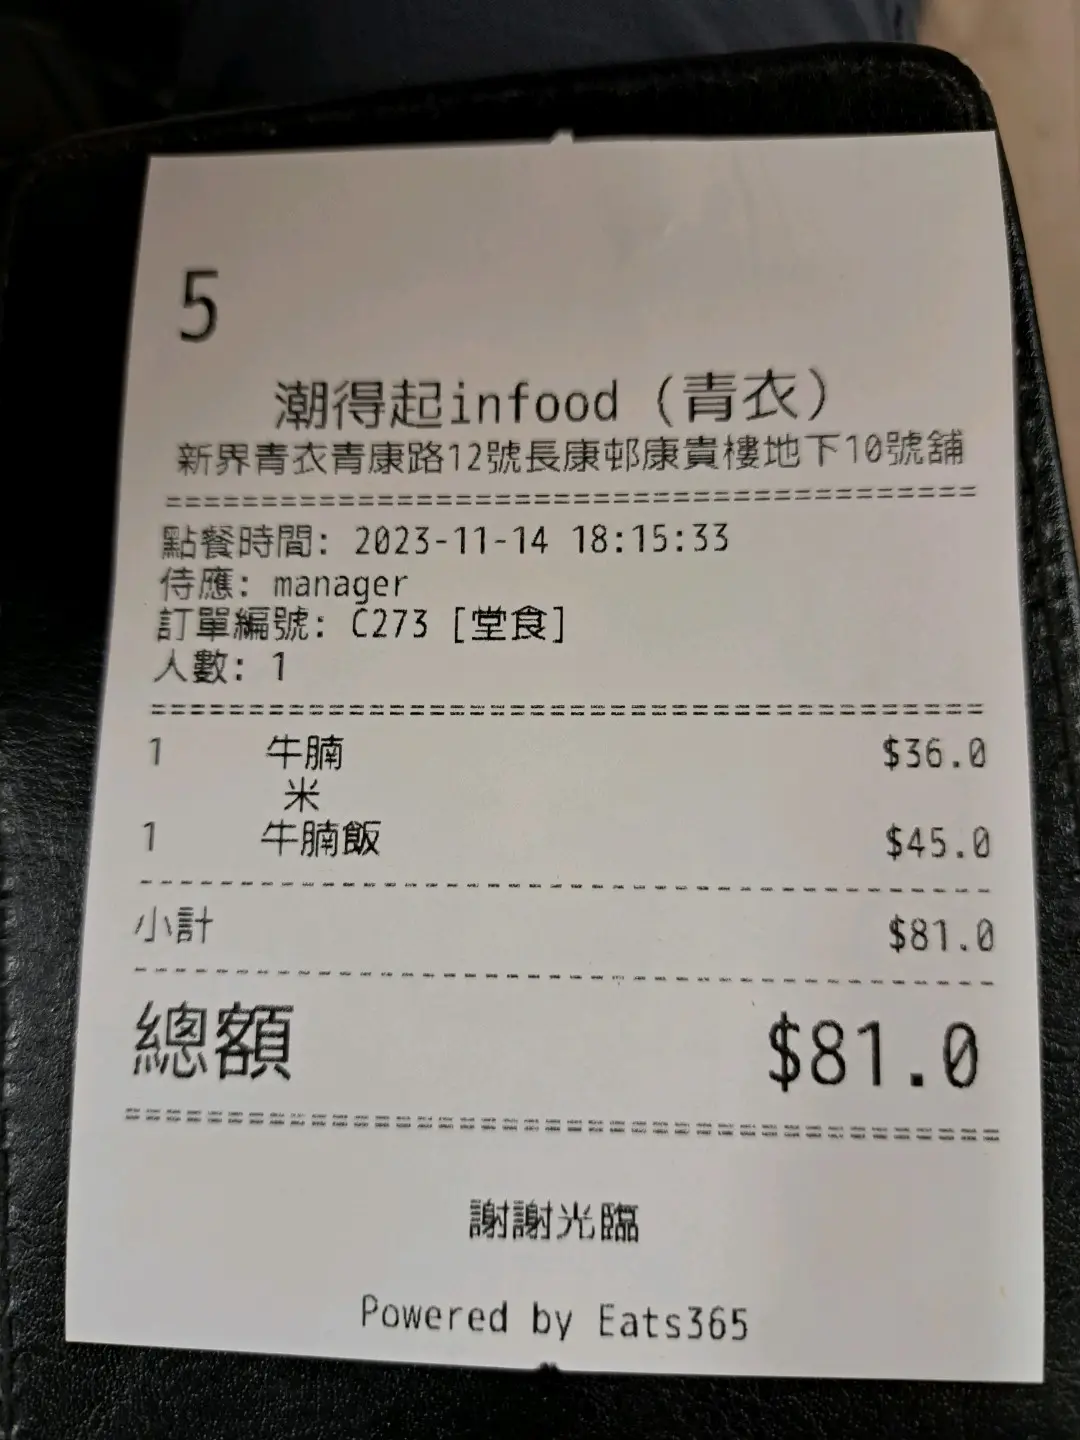 5
潮得起infood (青衣)
新界青衣青康路12號長康邨康貴樓地下10號舖
點餐時間: 2023-11-14 18:15:33
侍應: manager
訂單編號: C273 [堂食]
人數: 1
1 牛腩 $36.0
米
1 牛腩飯 $45.0
小計 $81.0
總額 $81.0
謝謝光臨
Powered by Eats365